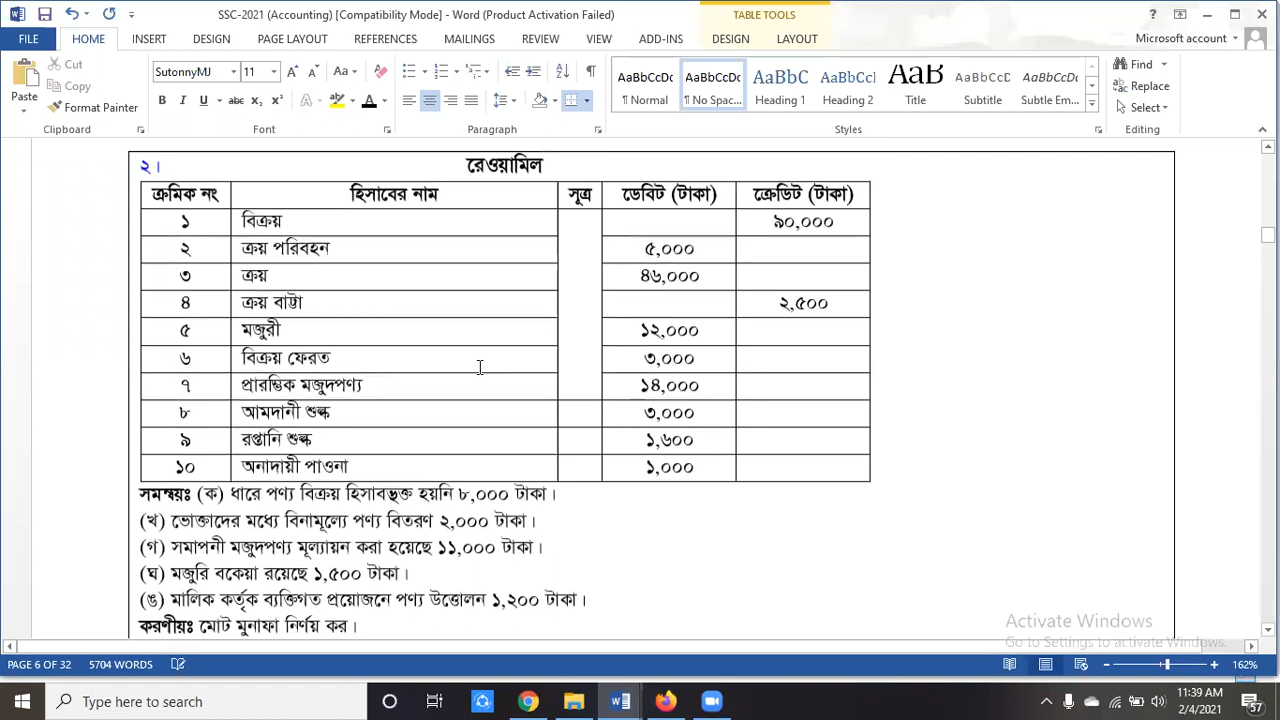 SSC-2021 (Accounting) [Compatibility Mode] - Word (Product Activation Failed)
TABLE TOOLS
FILE HOME INSERT DESIGN PAGE LAYOUT REFERENCES MAILINGS REVIEW VIEW ADD-INS DESIGN LAYOUT Microsoft account
Paste
Cut
Copy
Format Painter
Clipboard
SutonnyMJ 11
Font
Paragraph
AaBbCcDc AaBbCcDc AaBbC AaBbCc AaB AaBbCcD AaBbCcD
¶ Normal ¶ No Spac... Heading 1 Heading 2 Title Subtitle Subtle Em...
Styles
Find
Replace
Select
Editing
২। রেওয়ামিল
ক্রমিক নং হিসাবের নাম সূত্র ডেবিট (টাকা) ক্রেডিট (টাকা)
১ বিক্রয় ৯০,০০০
২ ক্রয় পরিবহন ৫,০০০
৩ ক্রয় ৪৬,০০০
৪ ক্রয় বাট্টা ২,৫০০
৫ মজুরী ১২,০০০
৬ বিক্রয় ফেরত ৩,০০০
৭ প্রারম্ভিক মজুদপণ্য ১৪,০০০
৮ আমদানী শুল্ক ৩,০০০
৯ রপ্তানি শুল্ক ১,৬০০
১০ অনাদায়ী পাওনা ১,০০০
সমন্বয়ঃ (ক) ধারে পণ্য বিক্রয় হিসাবভুক্ত হয়নি ৮,০০০ টাকা।
(খ) ভোক্তাদের মধ্যে বিনামূল্যে পণ্য বিতরণ ২,০০০ টাকা।
(গ) সমাপনী মজুদপণ্য মূল্যায়ন করা হয়েছে ১১,০০০ টাকা।
(ঘ) মজুরি বকেয়া রয়েছে ১,৫০০ টাকা।
(ঙ) মালিক কর্তৃক ব্যক্তিগত প্রয়োজনে পণ্য উত্তোলন ১,২০০ টাকা।
করণীয়ঃ মোট মুনাফা নির্ণয় কর।
Activate Windows
Go to Settings to activate Windows.
PAGE 6 OF 32 5704 WORDS 162%
Type here to search
11:39 AM
2/4/2021
57